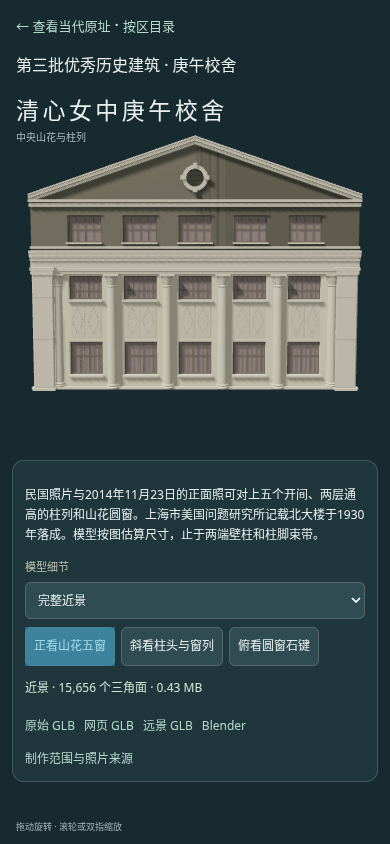 ← 查看当代原址 · 按区目录
第三批优秀历史建筑 · 庚午校舍
清心女中庚午校舍
中央山花与柱列
民国照片与2014年11月23日的正面照可对上五个开间、两层通
高的柱列和山花圆窗。上海市美国问题研究所记载北大楼于1930
年落成。模型按图估算尺寸，止于两端壁柱和柱脚束带。
模型细节
完整近景
正看山花五窗 斜看柱头与窗列 俯看圆窗石键
近景 · 15,656 个三角面 · 0.43 MB
原始 GLB 网页 GLB 远景 GLB Blender
制作范围与照片来源
拖动旋转 · 滚轮或双指缩放